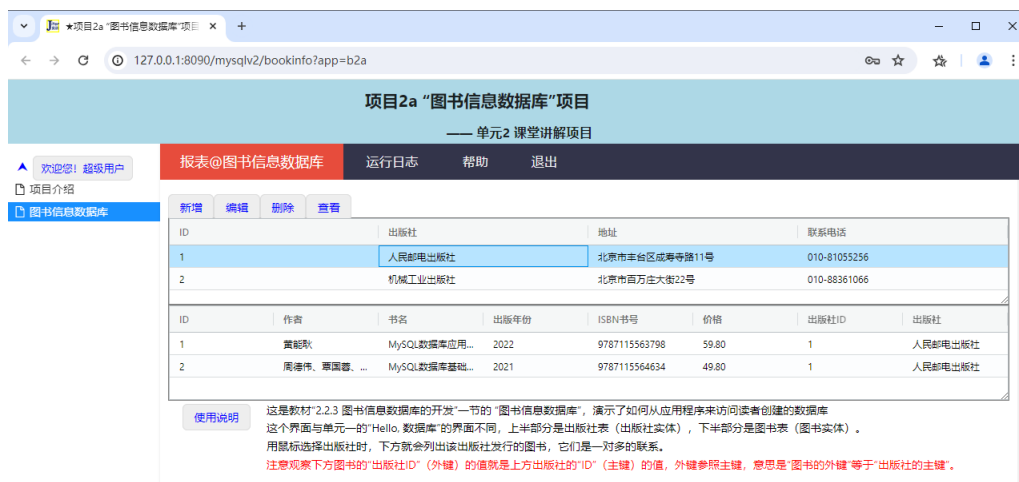 ★项目2a “图书信息数据库”项目
127.0.0.1:8090/mysqlv2/bookinfo?app=b2a
项目2a “图书信息数据库”项目
—— 单元2 课堂讲解项目
欢迎您！超级用户
报表@图书信息数据库 运行日志 帮助 退出
项目介绍
图书信息数据库
新增 编辑 删除 查看
ID 出版社 地址 联系电话
1 人民邮电出版社 北京市丰台区成寿寺路11号 010-81055256
2 机械工业出版社 北京市百万庄大街22号 010-88361066
ID 作者 书名 出版年份 ISBN书号 价格 出版社ID 出版社
1 黄能耿 MySQL数据库应用... 2022 9787115563798 59.80 1 人民邮电出版社
2 周德伟、覃国蓉、... MySQL数据库基础... 2021 9787115564634 49.80 1 人民邮电出版社
使用说明
这是教材“2.2.3 图书信息数据库的开发”一节的 “图书信息数据库”，演示了如何从应用程序来访问读者创建的数据库
这个界面与单元一的“Hello, 数据库”的界面不同，上半部分是出版社表（出版社实体），下半部分是图书表（图书实体）。
用鼠标选择出版社时，下方就会列出该出版社发行的图书，它们是一对多的联系。
注意观察下方图书的“出版社ID”（外键）的值就是上方出版社的“ID”（主键）的值，外键参照主键，意思是“图书的外键”等于“出版社的主键”。